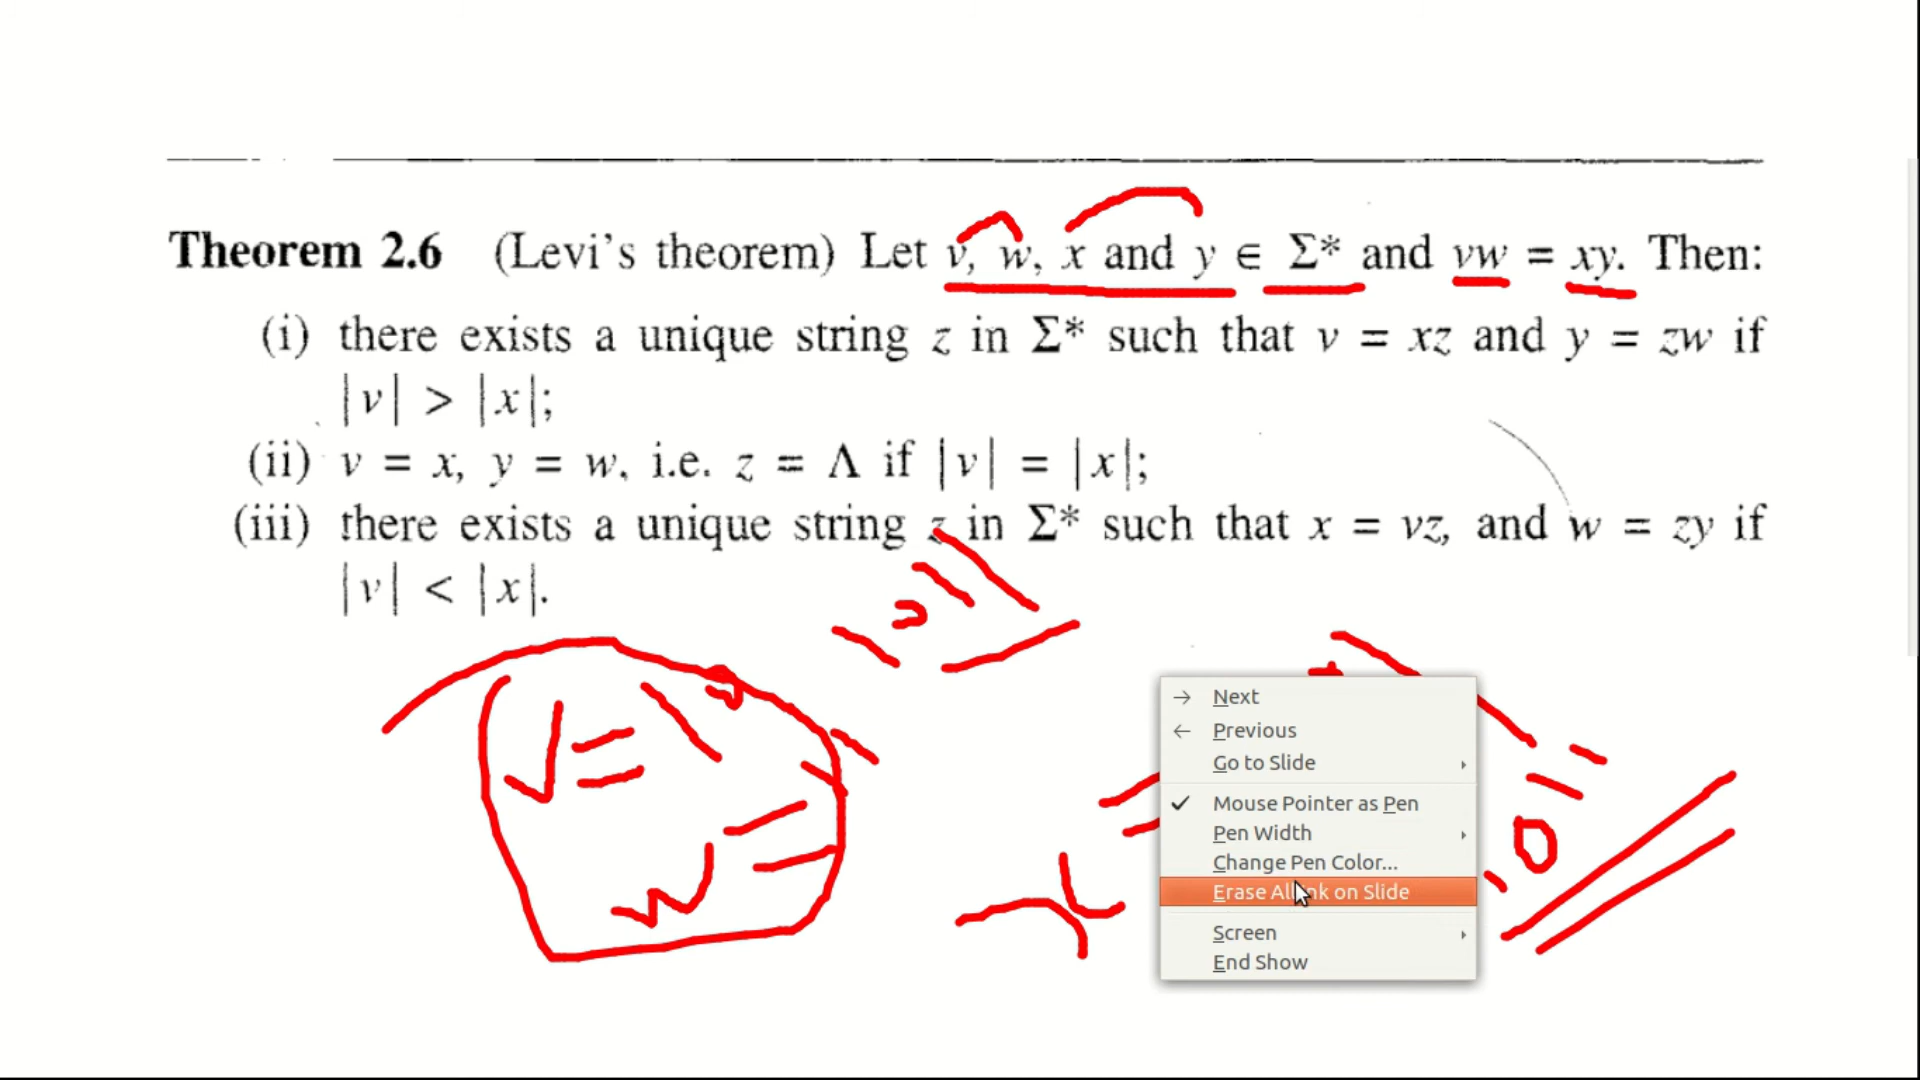 Theorem 2.6 (Levi's theorem) Let v, w, x and y ∈ Σ* and vw = xy. Then:
(i) there exists a unique string z in Σ* such that v = xz and y = zw if
|v| > |x|;
(ii) v = x, y = w, i.e. z = Λ if |v| = |x|;
(iii) there exists a unique string z in Σ* such that x = vz, and w = zy if
|v| < |x|.
v =
w =
Next
Previous
Go to Slide
Mouse Pointer as Pen
Pen Width
Change Pen Color...
Erase All Ink on Slide
Screen
End Show